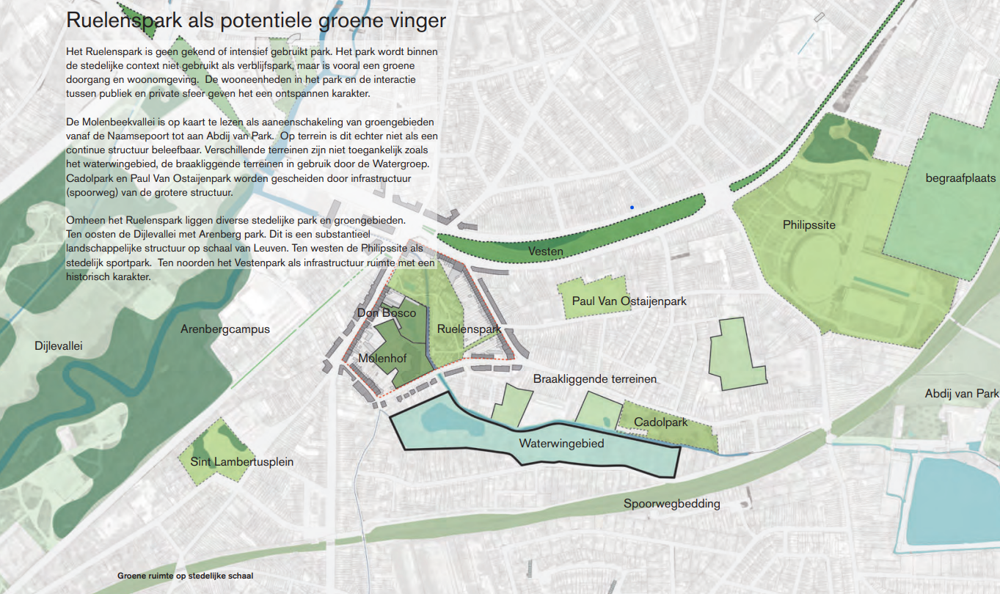 Ruelenspark als potentiele groene vinger
Het Ruelenspark is geen gekend of intensief gebruikt park. Het park wordt binnen
de stedelijke context niet gebruikt als verblijfspark, maar is vooral een groene
doorgang en woonomgeving. De wooneenheden in het park en de interactie
tussen publiek en private sfeer geven het een ontspannen karakter.
De Molenbeekvallei is op kaart te lezen als aaneenschakeling van groengebieden
vanaf de Naamsepoort tot aan Abdij van Park. Op terrein is dit echter niet als een
continue structuur beleefbaar. Verschillende terreinen zijn niet toegankelijk zoals
het waterwingebied, de braakliggende terreinen in gebruik door de Watergroep.
Cadolpark en Paul Van Ostaijenpark worden gescheiden door infrastructuur
(spoorweg) van de grotere structuur.
Omheen het Ruelenspark liggen diverse stedelijke park en groengebieden.
Ten oosten de Dijlevallei met Arenberg park. Dit is een substantieel
landschappelijke structuur op schaal van Leuven. Ten westen de Philipssite als
stedelijk sportpark. Ten noorden het Vestenpark als infrastructuur ruimte met een
historisch karakter.
begraafplaats
Philipssite
Vesten
Paul Van Ostaijenpark
Don Bosco
Arenbergcampus
Ruelenspark
Dijlevallei
Molenhof
Braakliggende terreinen
Abdij van Park
Cadolpark
Waterwingebied
Sint Lambertusplein
Spoorwegbedding
Groene ruimte op stedelijke schaal